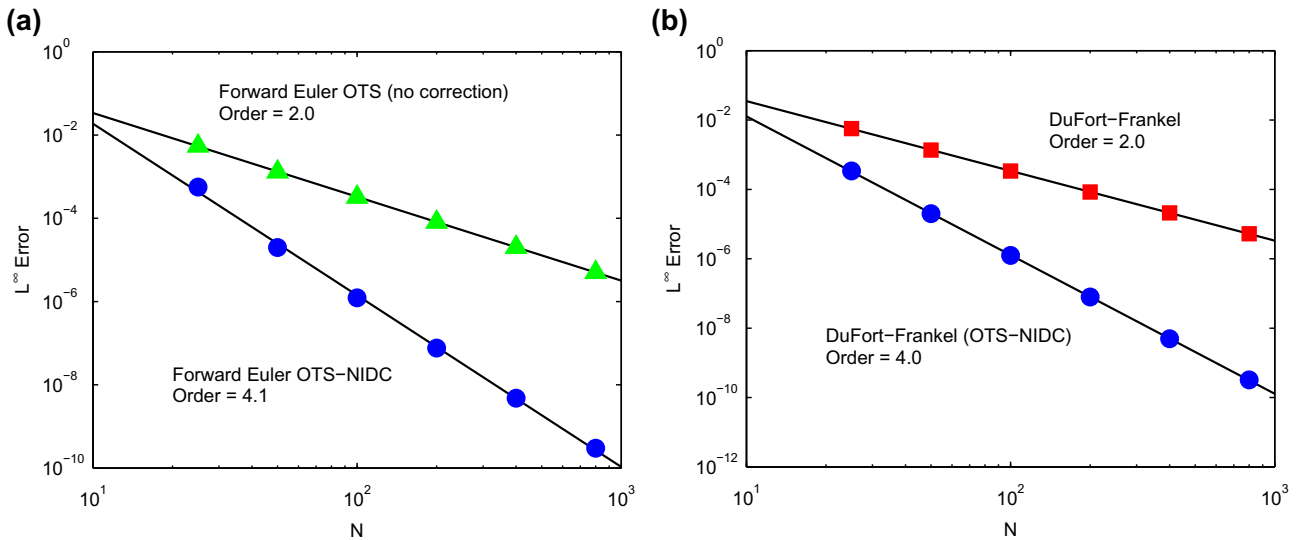 (a)
10^0
10^-2
10^-4
10^-6
10^-8
10^-10
L^∞ Error
Forward Euler OTS (no correction)
Order = 2.0
Forward Euler OTS−NIDC
Order = 4.1
10^1
10^2
10^3
N
(b)
10^0
10^-2
10^-4
10^-6
10^-8
10^-10
10^-12
L^∞ Error
DuFort−Frankel
Order = 2.0
DuFort−Frankel (OTS−NIDC)
Order = 4.0
10^1
10^2
10^3
N